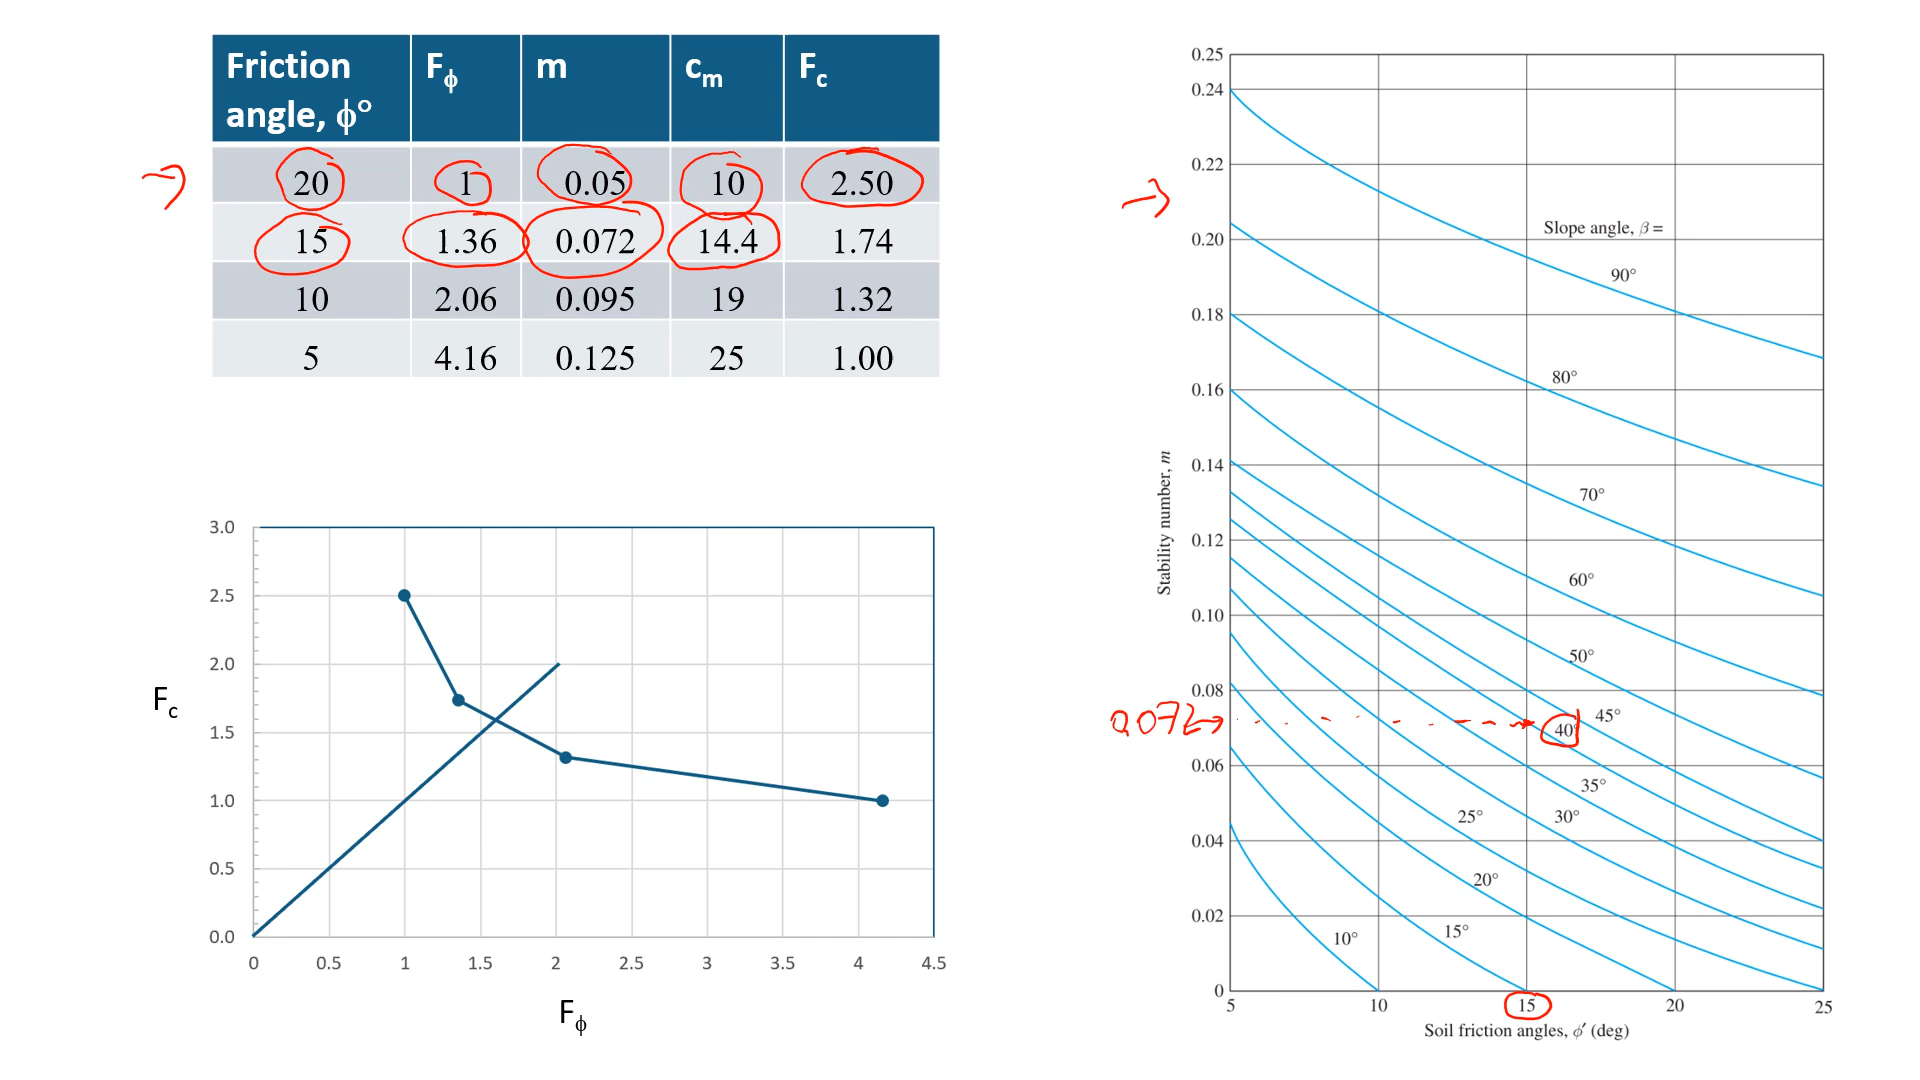 Friction angle, ϕ° Fϕ m cm Fc
20 1 0.05 10 2.50
15 1.36 0.072 14.4 1.74
10 2.06 0.095 19 1.32
5 4.16 0.125 25 1.00
3.0
2.5
2.0
1.5
1.0
0.5
0.0
Fc
0 0.5 1 1.5 2 2.5 3 3.5 4 4.5
Fϕ
0.25
0.24
0.22
0.20
0.18
0.16
0.14
0.12
0.10
0.08
0.072
0.06
0.04
0.02
0
Stability number, m
Slope angle, β =
90°
80°
70°
60°
50°
45°
40°
35°
30°
25°
20°
15°
10°
5 10 15 20 25
Soil friction angles, ϕ′ (deg)